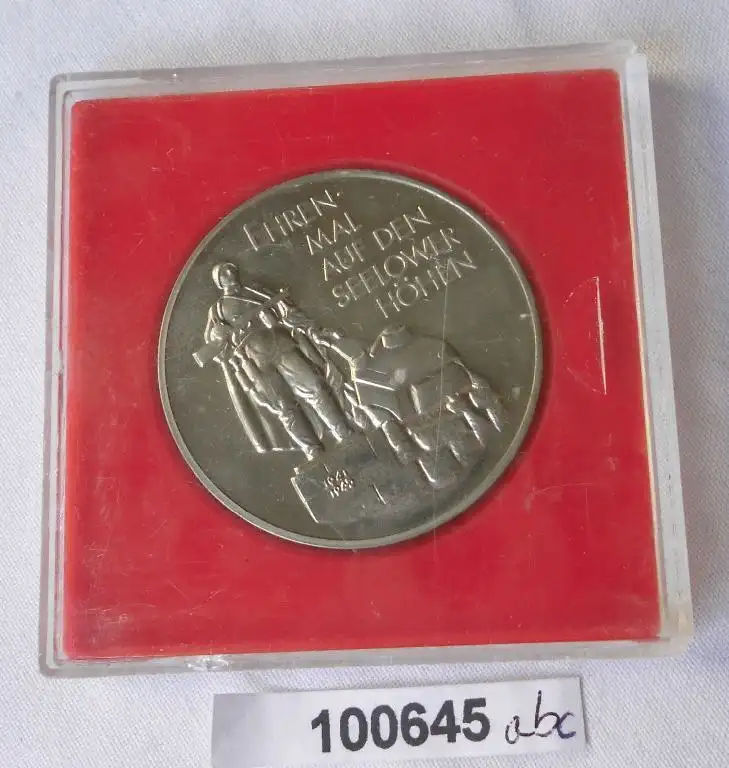 EHREN-
MAL
AUF DEN
SEELOWER
HÖHEN
1941
1945
100645 abc